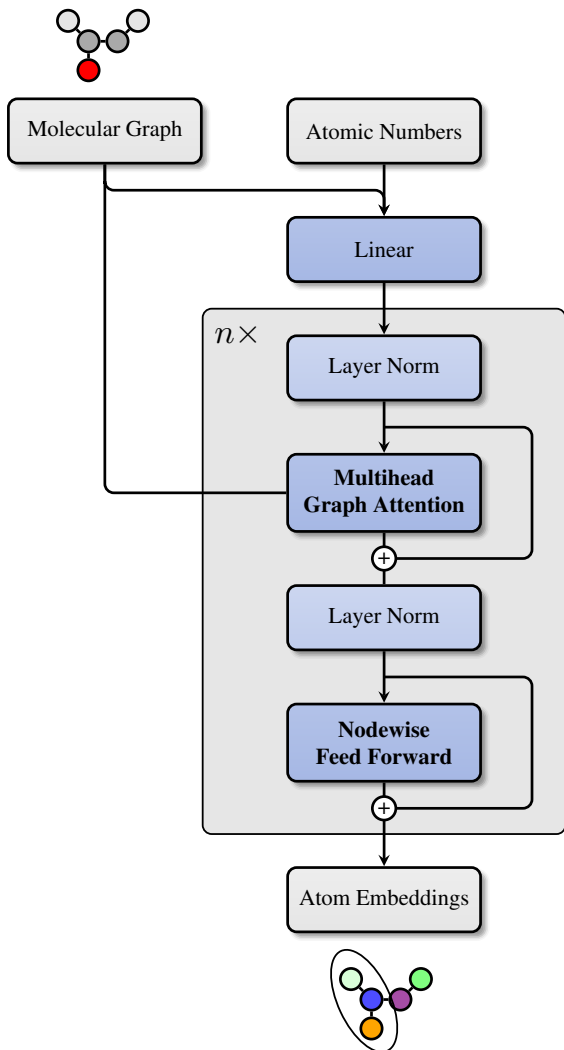 Molecular Graph
Atomic Numbers
Linear
n×
Layer Norm
Multihead
Graph Attention
+
Layer Norm
Nodewise
Feed Forward
+
Atom Embeddings